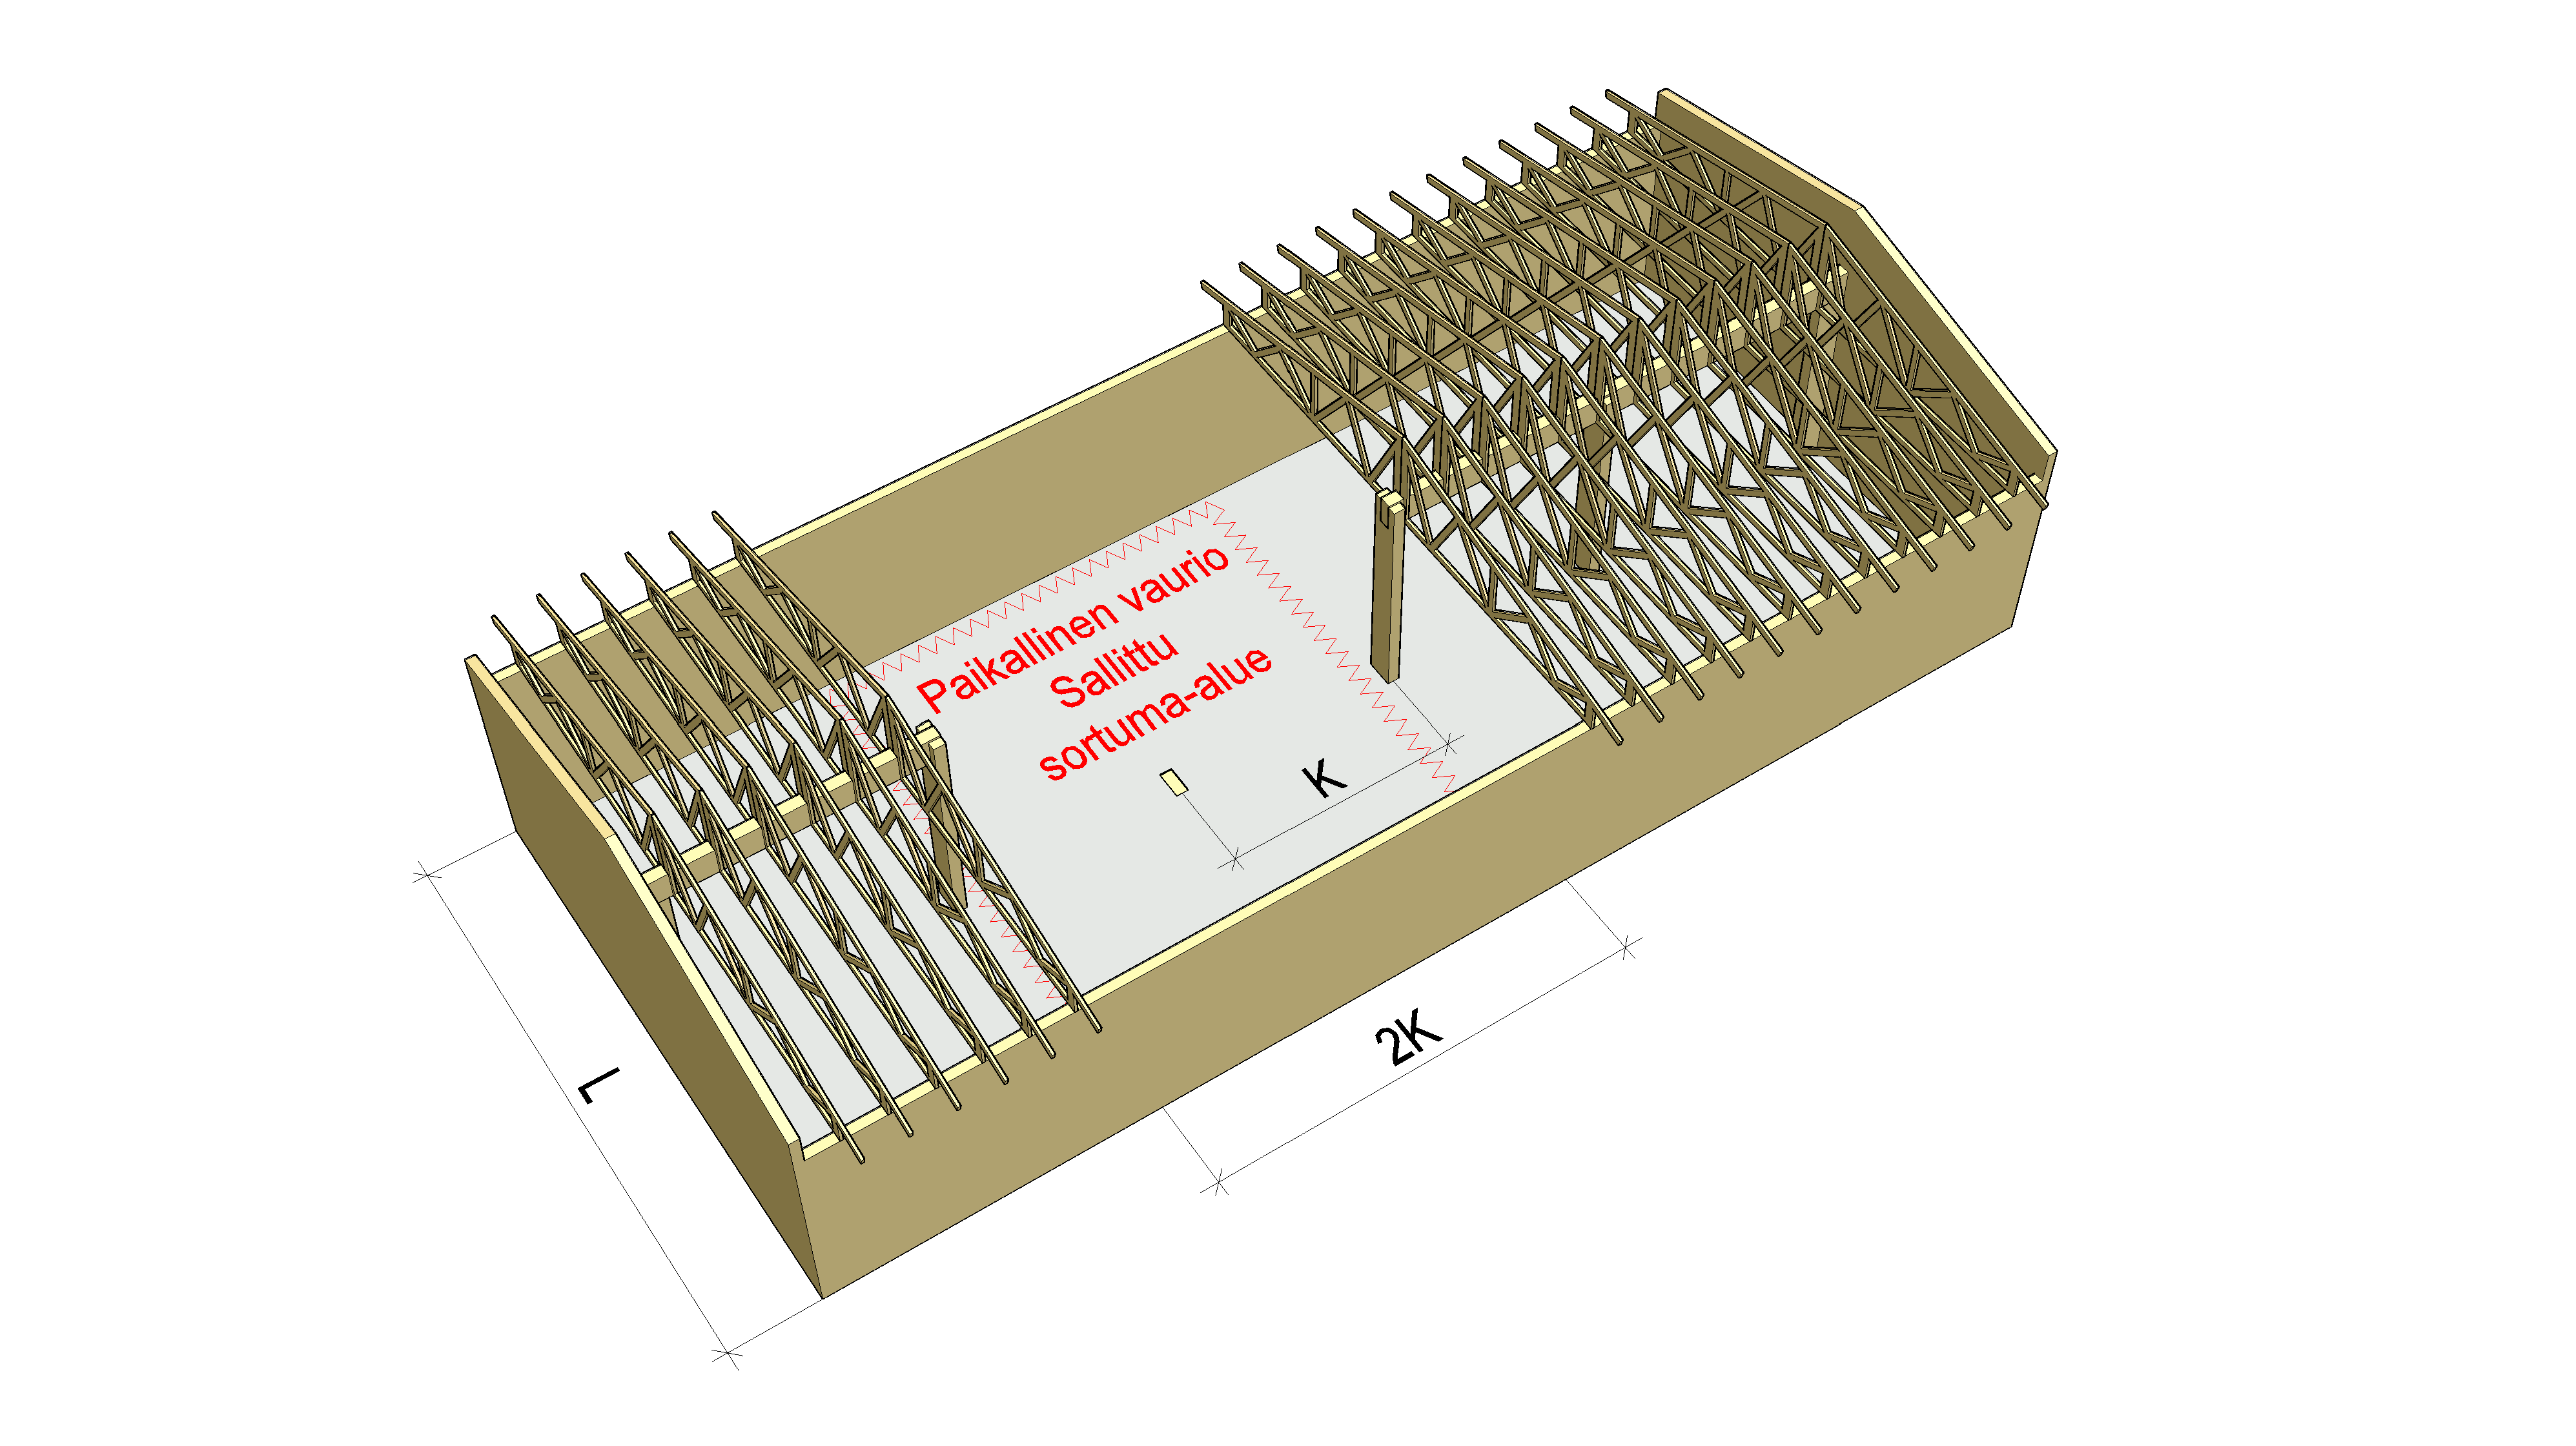 Paikallinen vaurio
Sallittu
sortuma-alue
K
2K
L